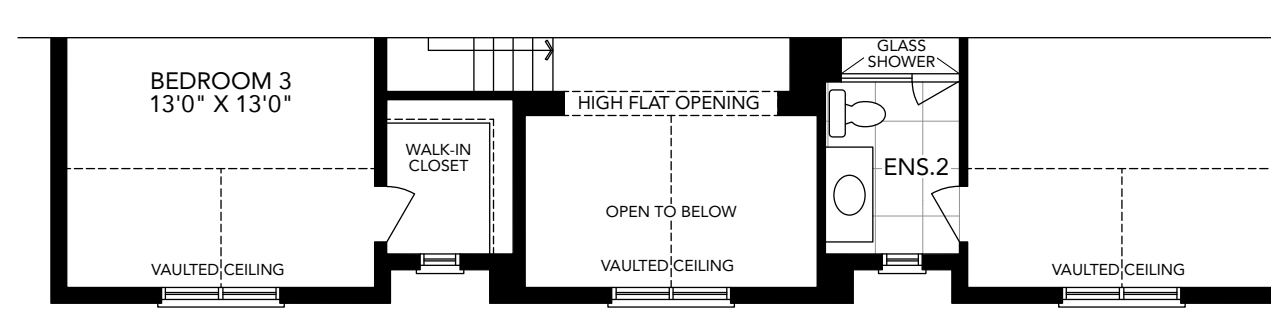 BEDROOM 3
13'0" X 13'0"
VAULTED CEILING
WALK-IN
CLOSET
HIGH FLAT OPENING
OPEN TO BELOW
VAULTED CEILING
GLASS
SHOWER
ENS.2
VAULTED CEILING